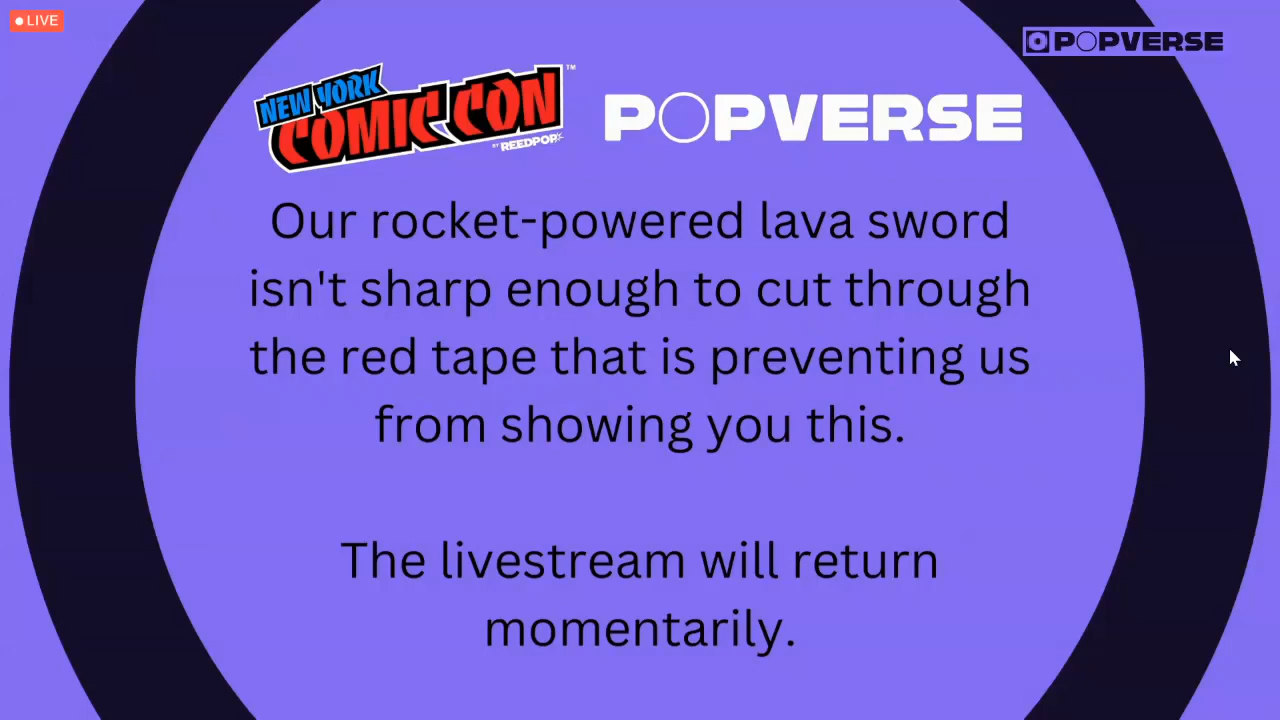 LIVE
POPVERSE
NEW YORK
COMIC CON™
BY REEDPOP
POPVERSE
Our rocket-powered lava sword
isn't sharp enough to cut through
the red tape that is preventing us
from showing you this.
The livestream will return
momentarily.